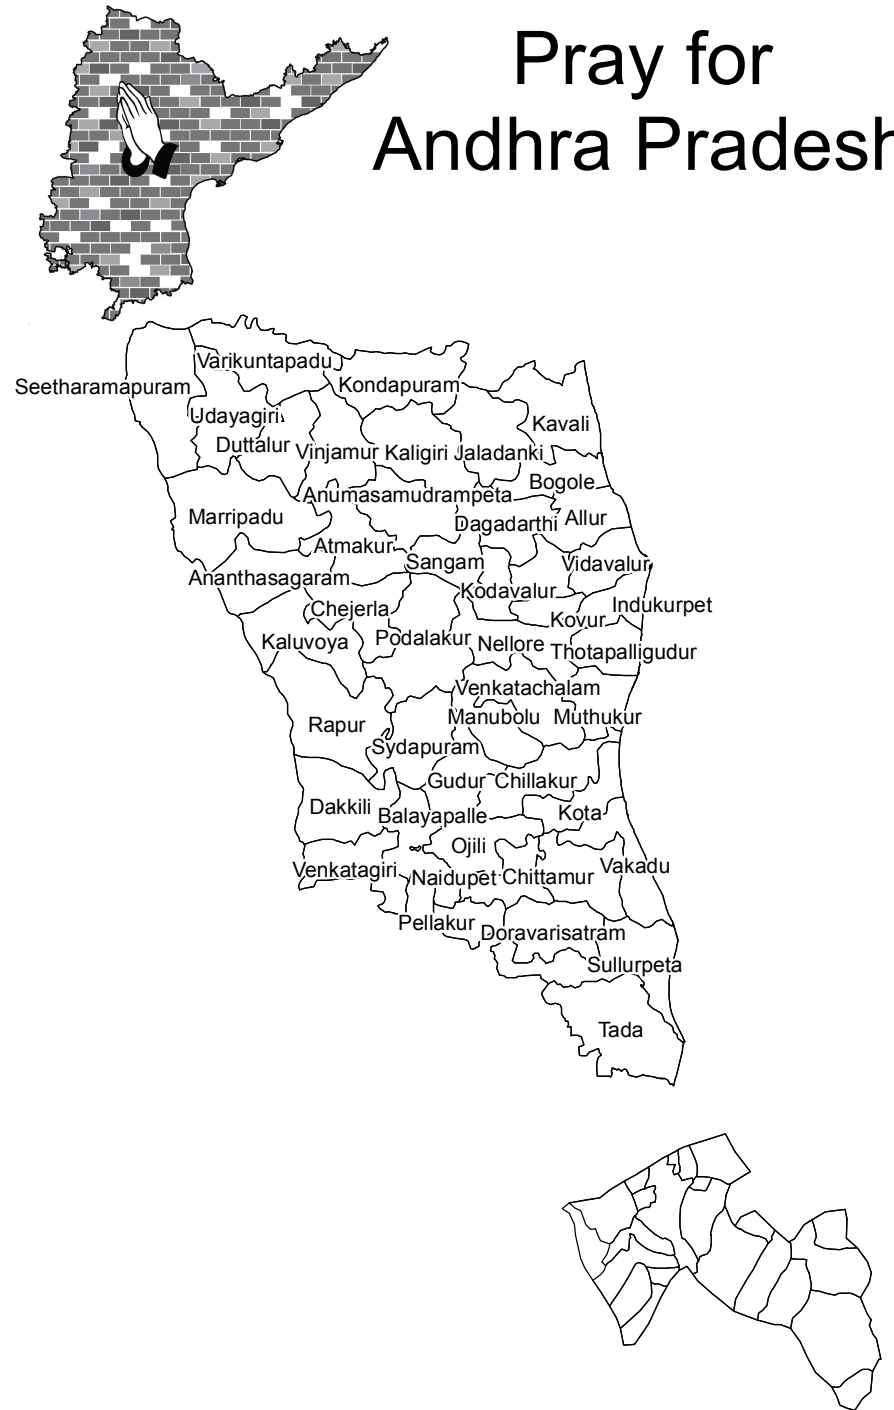 Pray for
Andhra Pradesh
Varikuntapadu
Seetharamapuram
Kondapuram
Udayagiri
Kavali
Duttalur
Vinjamur
Kaligiri
Jaladanki
Bogole
Anumasamudrampeta
Marripadu
Dagadarthi
Allur
Atmakur
Sangam
Vidavalur
Ananthasagaram
Kodavalur
Chejerla
Indukurpet
Kovur
Kaluvoya
Podalakur
Nellore
Thotapalligudur
Venkatachalam
Rapur
Manubolu
Muthukur
Sydapuram
Gudur
Chillakur
Dakkili
Balayapalle
Kota
Ojili
Venkatagiri
Naidupet
Chittamur
Vakadu
Pellakur
Doravarisatram
Sullurpeta
Tada